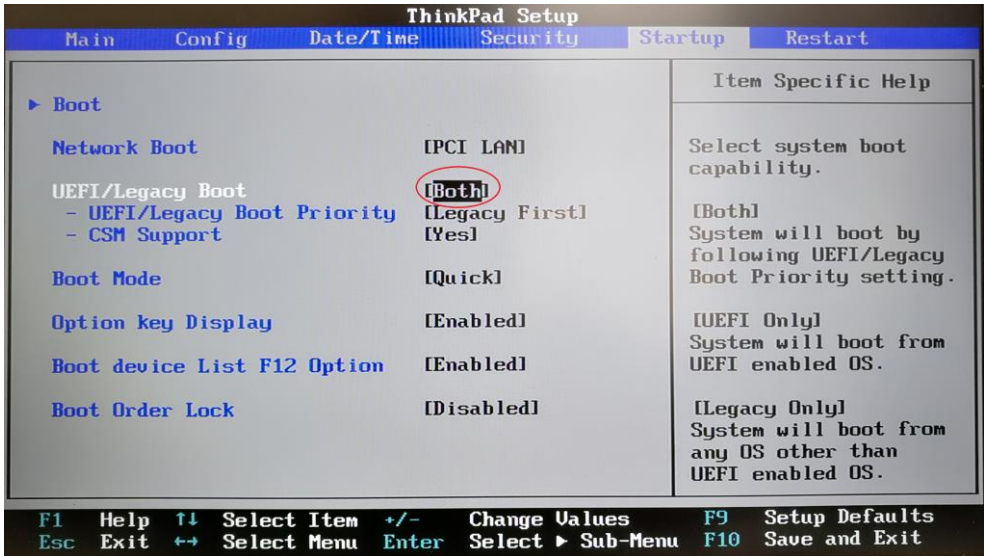 ThinkPad Setup
Main Config Date/Time Security Startup Restart
▶ Boot
Network Boot [PCI LAN]
UEFI/Legacy Boot [Both]
- UEFI/Legacy Boot Priority [Legacy First]
- CSM Support [Yes]
Boot Mode [Quick]
Option key Display [Enabled]
Boot device List F12 Option [Enabled]
Boot Order Lock [Disabled]
Item Specific Help
Select system boot
capability.
[Both]
System will boot by
following UEFI/Legacy
Boot Priority setting.
[UEFI Only]
System will boot from
UEFI enabled OS.
[Legacy Only]
System will boot from
any OS other than
UEFI enabled OS.
F1 Help ↑↓ Select Item +/- Change Values F9 Setup Defaults
Esc Exit ↔ Select Menu Enter Select ▶ Sub-Menu F10 Save and Exit